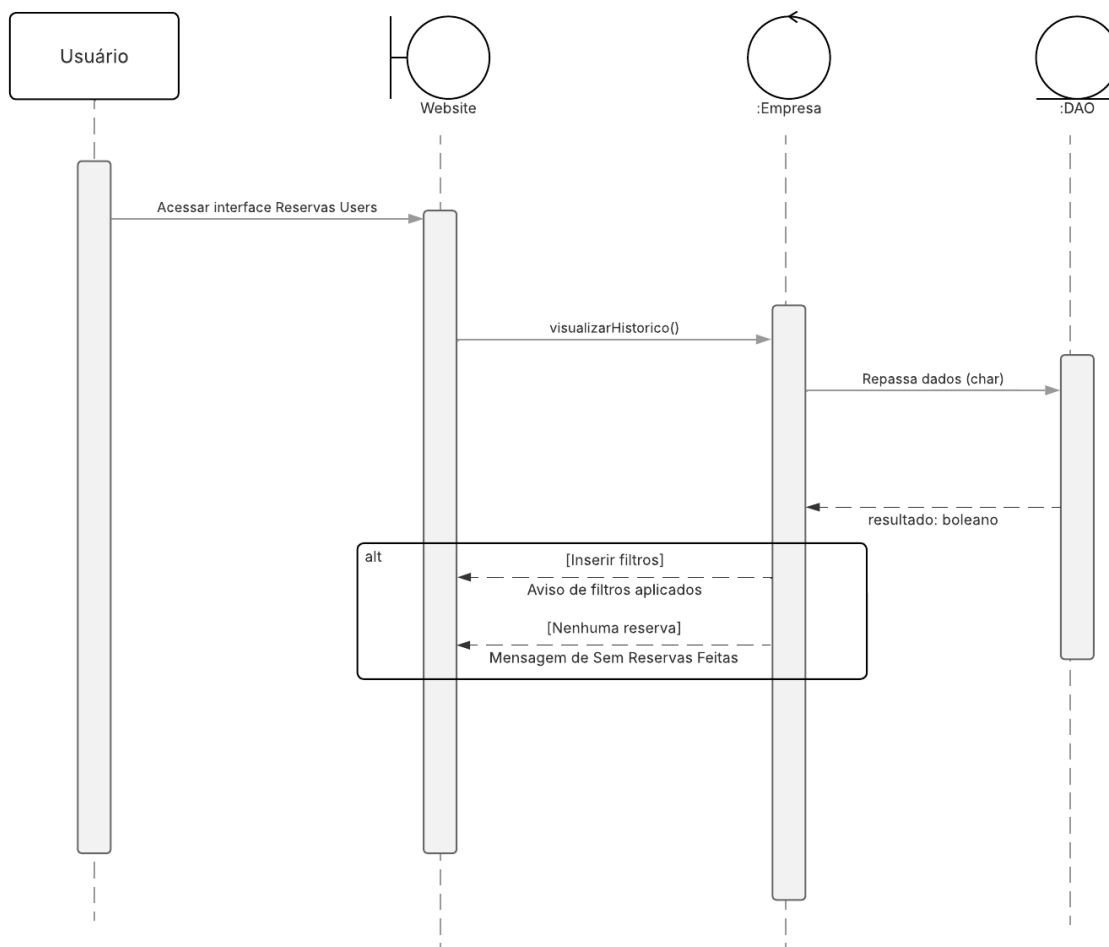 Usuário
Website
:Empresa
:DAO
Acessar interface Reservas Users
visualizarHistorico()
Repassa dados (char)
resultado: boleano
alt
[Inserir filtros]
Aviso de filtros aplicados
[Nenhuma reserva]
Mensagem de Sem Reservas Feitas